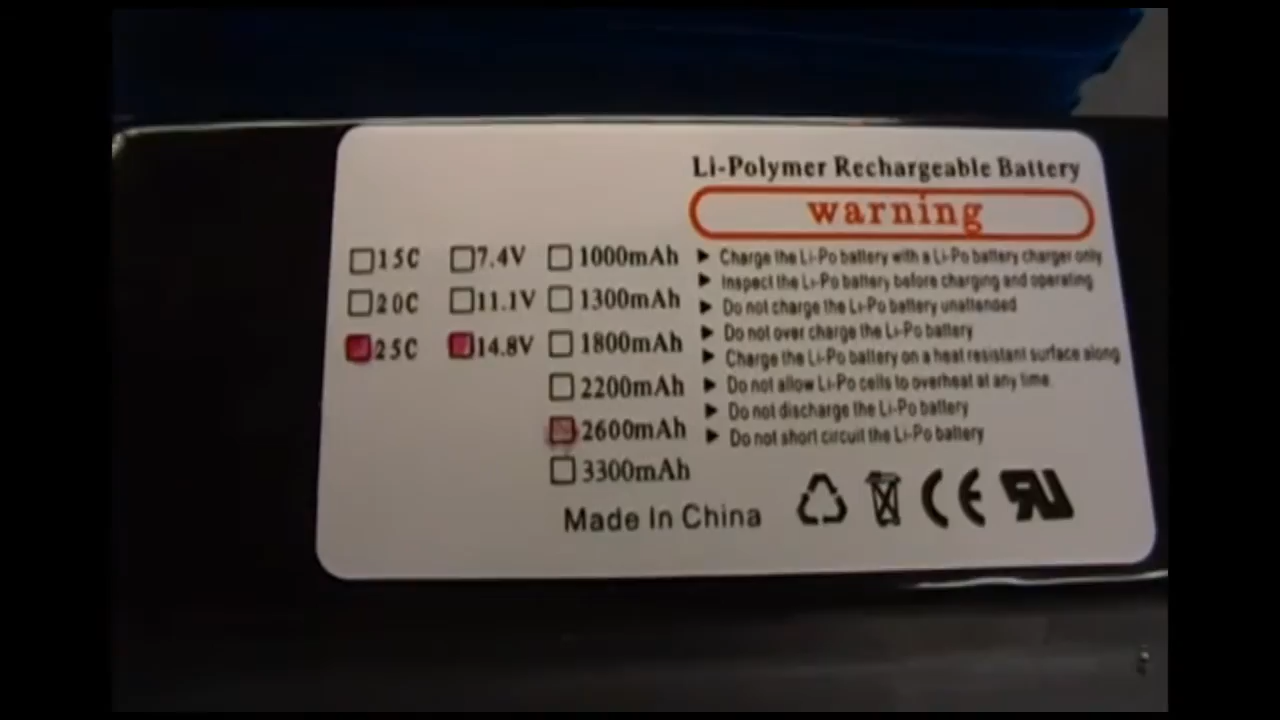 Li-Polymer Rechargeable Battery
warning
15C 7.4V 1000mAh
20C 11.1V 1300mAh
25C 14.8V 1800mAh
2200mAh
2600mAh
3300mAh
Charge the Li-Po battery with a Li-Po battery charger only
Inspect the Li-Po battery before charging and operating
Do not charge the Li-Po battery unattended
Do not over charge the Li-Po battery
Charge the Li-Po battery on a heat resistant surface along
Do not allow Li-Po cells to overheat at any time.
Do not discharge the Li-Po battery
Do not short circuit the Li-Po battery
Made In China
CE